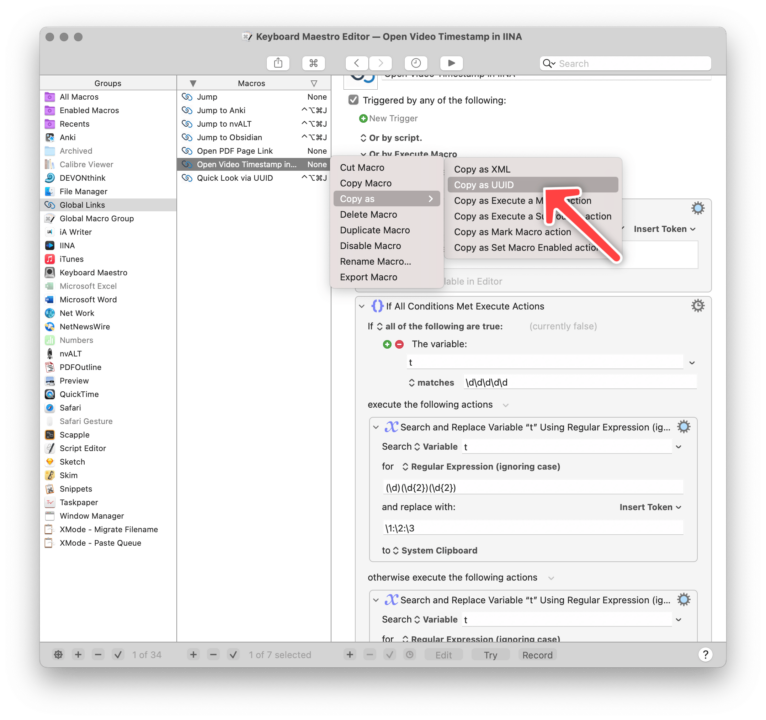 Keyboard Maestro Editor — Open Video Timestamp in IINA
Search
Groups
All Macros
Enabled Macros
Recents
Anki
Archived
Calibre Viewer
DEVONthink
File Manager
Global Links
Global Macro Group
iA Writer
IINA
iTunes
Keyboard Maestro
Microsoft Excel
Microsoft Word
Net Work
NetNewsWire
Numbers
nvALT
PDFOutline
Preview
QuickTime
Safari
Safari Gesture
Scapple
Script Editor
Sketch
Skim
Snippets
Taskpaper
Window Manager
XMode - Migrate Filename
XMode - Paste Queue
1 of 34
Macros
Jump None
Jump to Anki ^⌥⌘J
Jump to nvALT ^⌥⌘J
Jump to Obsidian ^⌥⌘J
Open PDF Page Link None
Open Video Timestamp in... None
Quick Look via UUID ^⌥⌘J
1 of 7 selected
Cut Macro
Copy Macro
Copy as
Delete Macro
Duplicate Macro
Disable Macro
Rename Macro...
Export Macro
Copy as XML
Copy as UUID
Copy as Execute a M
Copy as Execute a Su action
Copy as Mark Macro action
Copy as Set Macro Enabled action
Open Video Timestamp in IINA
Triggered by any of the following:
New Trigger
Or by script.
Or by Execute Macro
Insert Token
in Editor
If All Conditions Met Execute Actions
If all of the following are true: (currently false)
The variable:
t
matches \d\d\d\d\d
execute the following actions
Search and Replace Variable “t” Using Regular Expression (ig...
Search Variable t
for Regular Expression (ignoring case)
(\d)(\d{2})(\d{2})
and replace with: Insert Token
\1:\2:\3
to System Clipboard
otherwise execute the following actions
Search and Replace Variable “t” Using Regular Expression (ig...
Search Variable t
for Regular Expression (ignoring case)
Edit Try Record ?